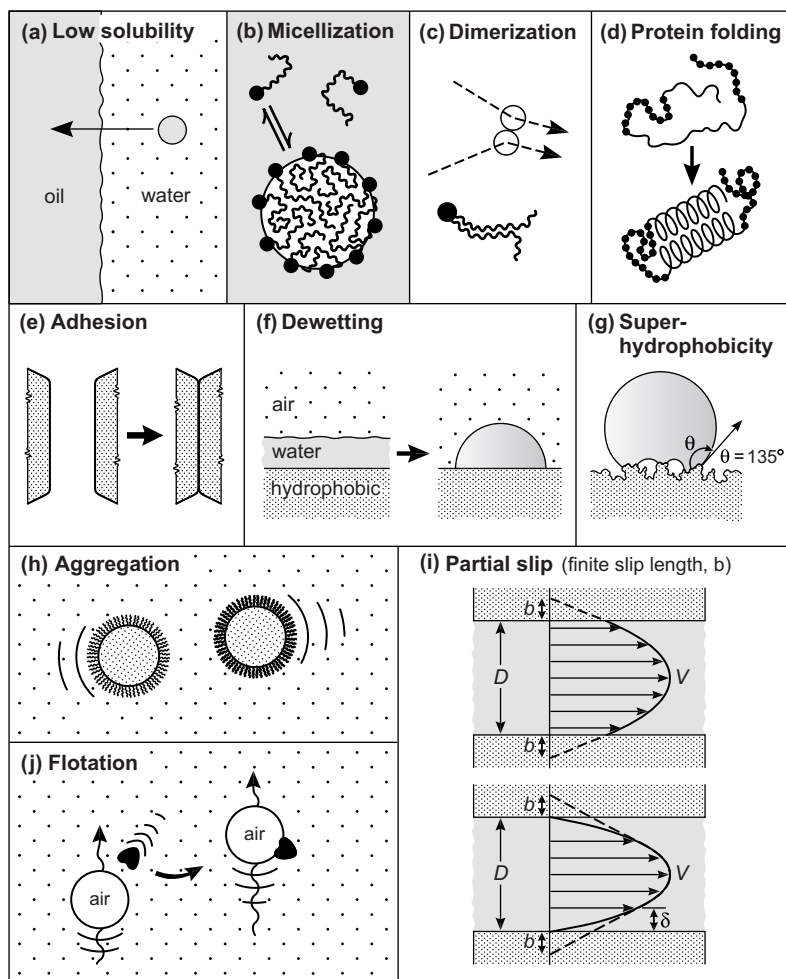 (a) Low solubility
oil
water
(b) Micellization
(c) Dimerization
(d) Protein folding
(e) Adhesion
(f) Dewetting
air
water
hydrophobic
(g) Super-
hydrophobicity
θ
θ = 135°
(h) Aggregation
(i) Partial slip (finite slip length, b)
b
D
V
b
b
D
V
δ
b
(j) Flotation
air
air